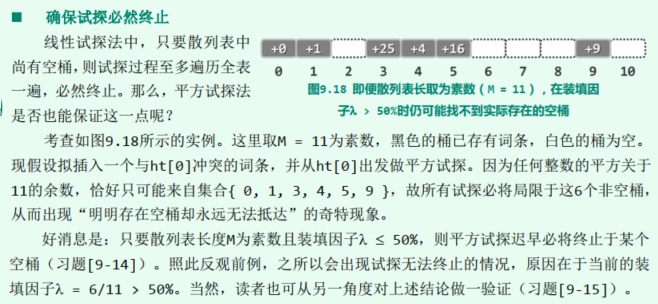 ■ 确保试探必然终止
线性试探法中，只要散列表中
尚有空桶，则试探过程至多遍历全表
一遍，必然终止。那么，平方试探法
是否也能保证这一点呢？
+0 +1 +25 +4 +16 +9
0 1 2 3 4 5 6 7 8 9 10
图9.18 即便散列表长取为素数（M = 11），在装填因
子λ > 50%时仍可能找不到实际存在的空桶
考查如图9.18所示的实例。这里取M = 11为素数，黑色的桶已存有词条，白色的桶为空。
现假设拟插入一个与ht[0]冲突的词条，并从ht[0]出发做平方试探。因为任何整数的平方关于
11的余数，恰好只可能来自集合{ 0, 1, 3, 4, 5, 9 }，故所有试探必将局限于这6个非空桶，
从而出现“明明存在空桶却永远无法抵达”的奇特现象。
好消息是：只要散列表长度M为素数且装填因子λ ≤ 50%，则平方试探迟早必将终止于某个
空桶（习题[9-14]）。照此反观前例，之所以会出现试探无法终止的情况，原因在于当前的装
填因子λ = 6/11 > 50%。当然，读者也可从另一角度对上述结论做一验证（习题[9-15]）。